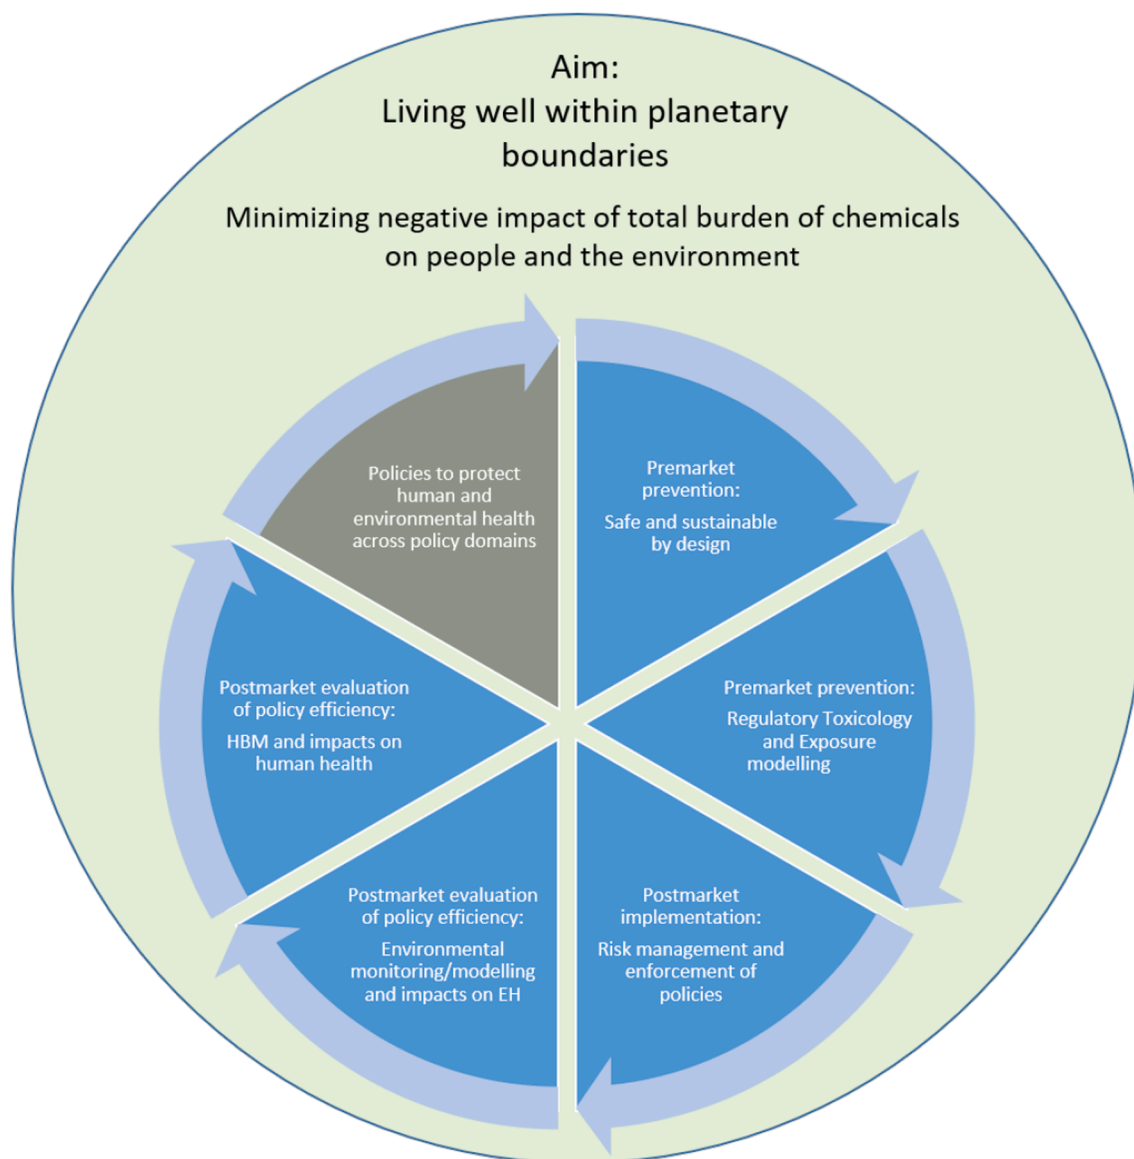 Aim:
Living well within planetary
boundaries
Minimizing negative impact of total burden of chemicals
on people and the environment
Policies to protect
human and
environmental health
across policy domains
Premarket
prevention:
Safe and sustainable
by design
Premarket prevention:
Regulatory Toxicology
and Exposure
modelling
Postmarket
implementation:
Risk management and
enforcement of
policies
Postmarket evaluation
of policy efficiency:
Environmental
monitoring/modelling
and impacts on EH
Postmarket evaluation
of policy efficiency:
HBM and impacts on
human health